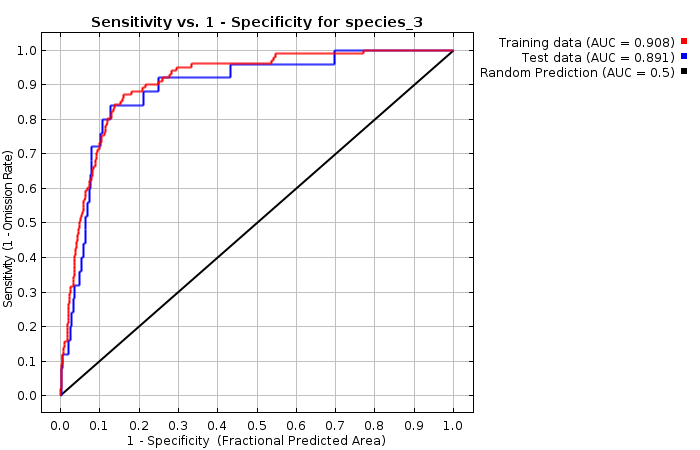 Sensitivity vs. 1 - Specificity for species_3
Training data (AUC = 0.908)
Test data (AUC = 0.891)
Random Prediction (AUC = 0.5)
Sensitivity (1 - Omission Rate)
1.0
0.9
0.8
0.7
0.6
0.5
0.4
0.3
0.2
0.1
0.0
0.0 0.1 0.2 0.3 0.4 0.5 0.6 0.7 0.8 0.9 1.0
1 - Specificity (Fractional Predicted Area)